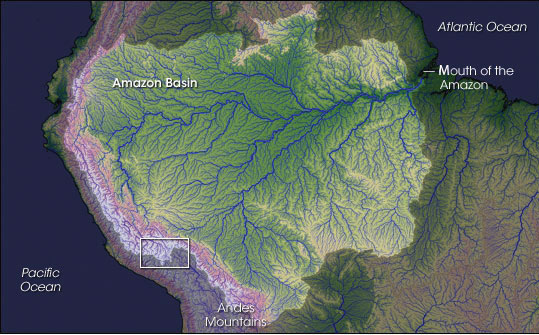 Atlantic Ocean
Mouth of the
Amazon
Amazon Basin
Pacific
Ocean
Andes
Mountains